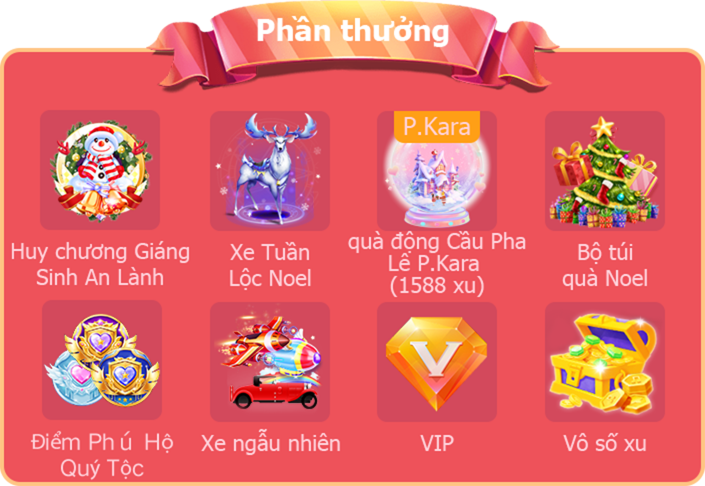 Phần thưởng
P.Kara
Huy chương Giáng
Sinh An Lành
Xe Tuần
Lộc Noel
quà động Cầu Pha
Lê P.Kara
(1588 xu)
Bộ túi
quà Noel
V
Điểm Ph ú Hộ
Quý Tộc
Xe ngẫu nhiên
VIP
Vô số xu